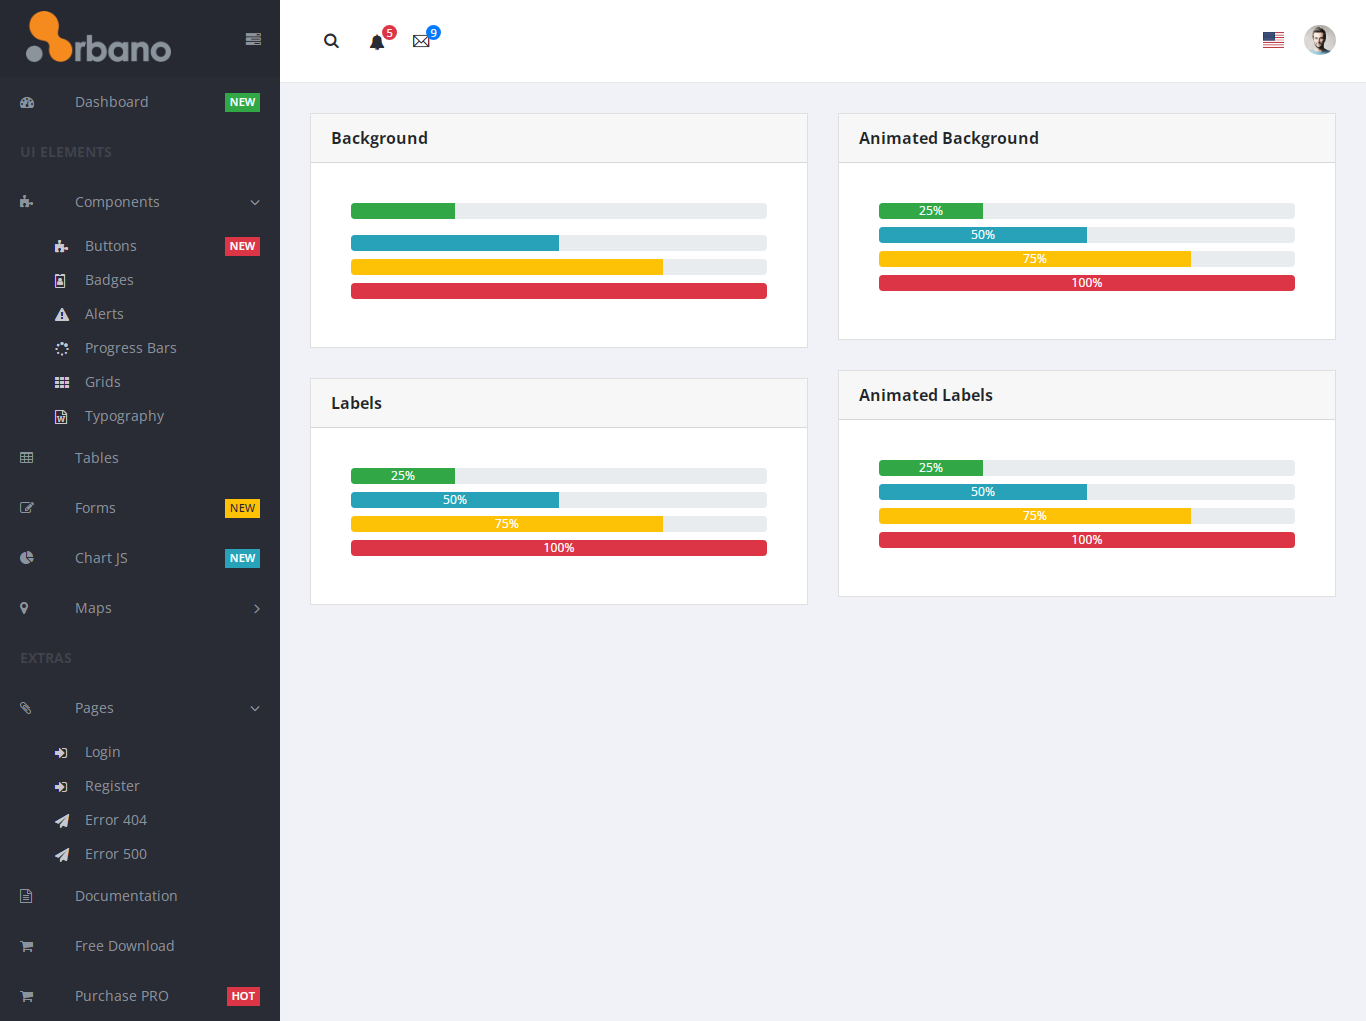 rbano
Dashboard NEW
UI ELEMENTS
Components
Buttons NEW
Badges
Alerts
Progress Bars
Grids
Typography
Tables
Forms NEW
Chart JS NEW
Maps
EXTRAS
Pages
Login
Register
Error 404
Error 500
Documentation
Free Download
Purchase PRO HOT
5
9
Background
Animated Background
25%
50%
75%
100%
Labels
25%
50%
75%
100%
Animated Labels
25%
50%
75%
100%